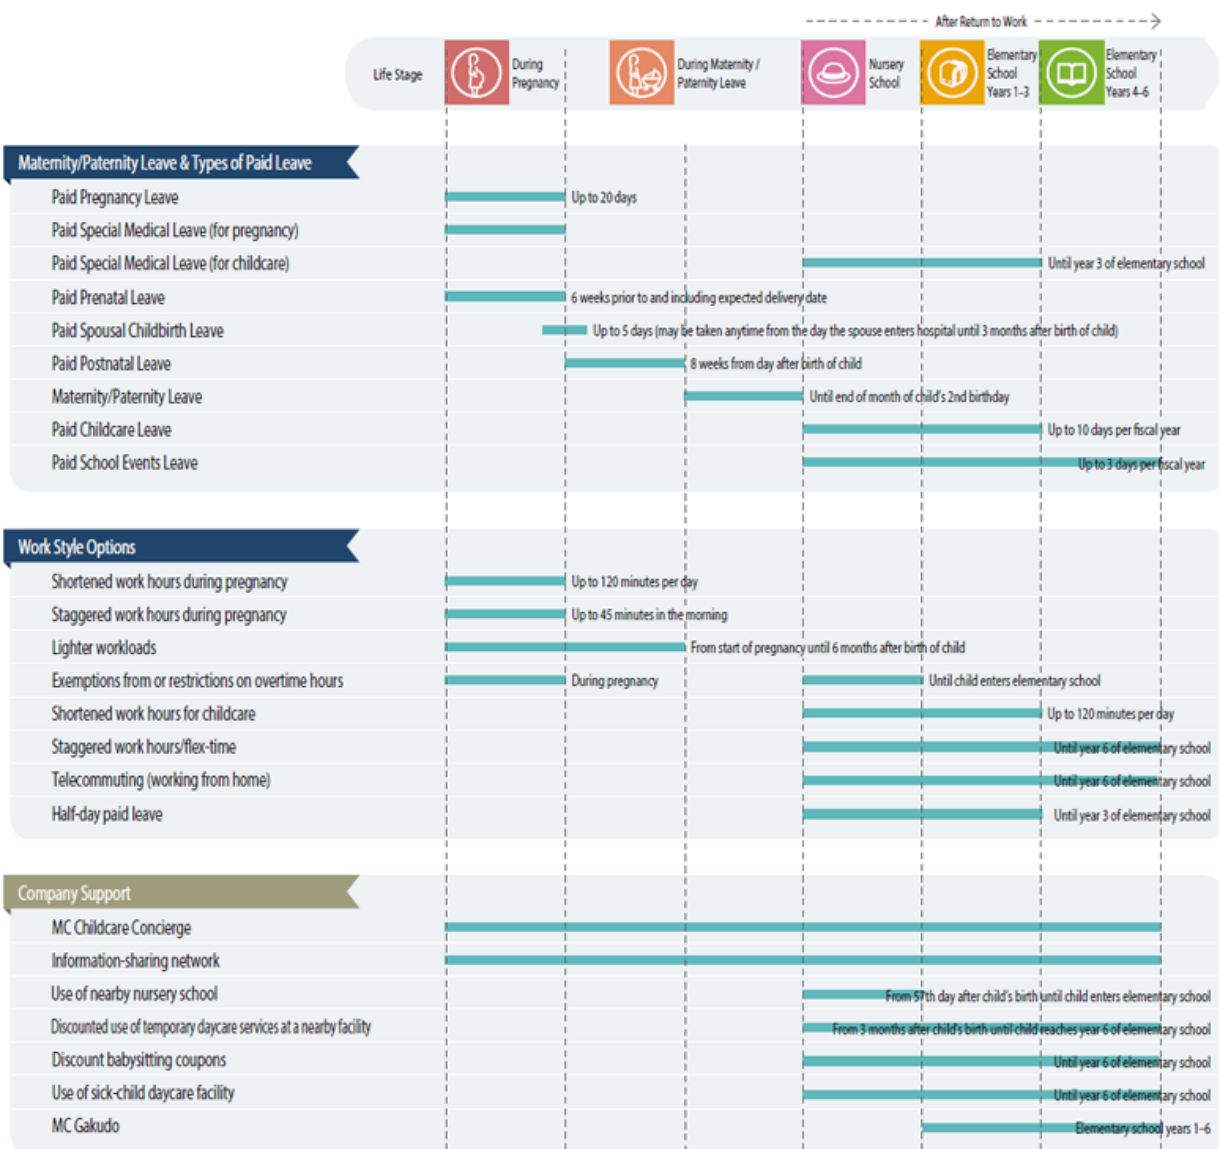 After Return to Work
Life Stage
During
Pregnancy
During Maternity /
Paternity Leave
Nursery
School
Elementary
School
Years 1–3
Elementary
School
Years 4–6
Maternity/Paternity Leave & Types of Paid Leave
Paid Pregnancy Leave Up to 20 days
Paid Special Medical Leave (for pregnancy)
Paid Special Medical Leave (for childcare) Until year 3 of elementary school
Paid Prenatal Leave 6 weeks prior to and including expected delivery date
Paid Spousal Childbirth Leave Up to 5 days (may be taken anytime from the day the spouse enters hospital until 3 months after birth of child)
Paid Postnatal Leave 8 weeks from day after birth of child
Maternity/Paternity Leave Until end of month of child's 2nd birthday
Paid Childcare Leave Up to 10 days per fiscal year
Paid School Events Leave Up to 3 days per fiscal year
Work Style Options
Shortened work hours during pregnancy Up to 120 minutes per day
Staggered work hours during pregnancy Up to 45 minutes in the morning
Lighter workloads From start of pregnancy until 6 months after birth of child
Exemptions from or restrictions on overtime hours During pregnancy Until child enters elementary school
Shortened work hours for childcare Up to 120 minutes per day
Staggered work hours/flex-time Until year 6 of elementary school
Telecommuting (working from home) Until year 6 of elementary school
Half-day paid leave Until year 3 of elementary school
Company Support
MC Childcare Concierge
Information-sharing network
Use of nearby nursery school From 57th day after child's birth until child enters elementary school
Discounted use of temporary daycare services at a nearby facility From 3 months after child's birth until child reaches year 6 of elementary school
Discount babysitting coupons Until year 6 of elementary school
Use of sick-child daycare facility Until year 6 of elementary school
MC Gakudo Elementary school years 1–6